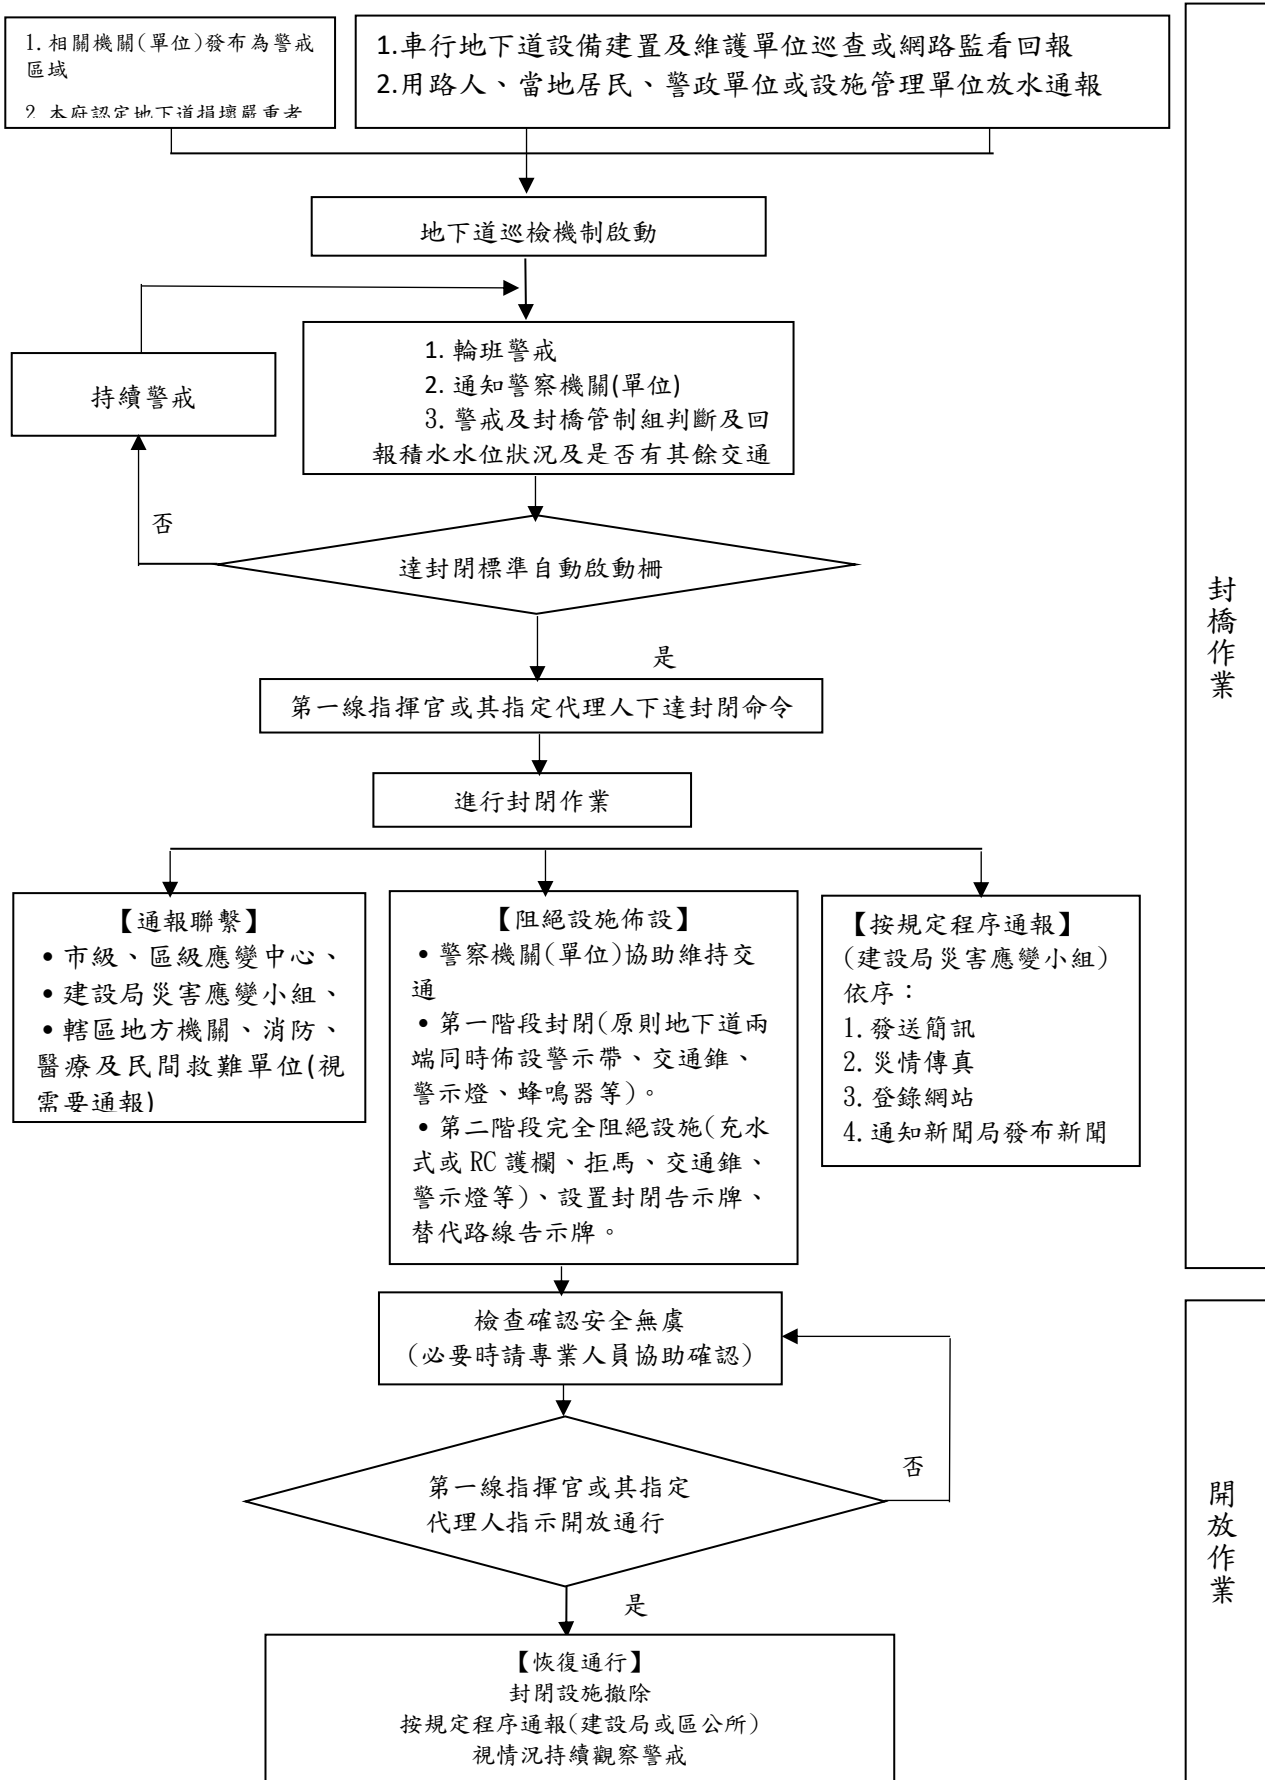 1. 相關機關(單位)發布為警戒
區域
2. 本府認定地下道損壞嚴重者
1.車行地下道設備建置及維護單位巡查或網路監看回報
2.用路人、當地居民、警政單位或設施管理單位放水通報
地下道巡檢機制啟動
持續警戒
1. 輪班警戒
2. 通知警察機關(單位)
3. 警戒及封橋管制組判斷及回
報積水水位狀況及是否有其餘交通
否
達封閉標準自動啟動柵
是
第一線指揮官或其指定代理人下達封閉命令
進行封閉作業
【通報聯繫】
• 市級、區級應變中心、
• 建設局災害應變小組、
• 轄區地方機關、消防、
醫療及民間救難單位(視
需要通報)
【阻絕設施佈設】
• 警察機關(單位)協助維持交
通
• 第一階段封閉(原則地下道兩
端同時佈設警示帶、交通錐、
警示燈、蜂鳴器等)。
• 第二階段完全阻絕設施(充水
式或 RC 護欄、拒馬、交通錐、
警示燈等)、設置封閉告示牌、
替代路線告示牌。
【按規定程序通報】
(建設局災害應變小組)
依序：
1. 發送簡訊
2. 災情傳真
3. 登錄網站
4. 通知新聞局發布新聞
封橋作業
檢查確認安全無虞
(必要時請專業人員協助確認)
否
第一線指揮官或其指定
代理人指示開放通行
是
【恢復通行】
封閉設施撤除
按規定程序通報(建設局或區公所)
視情況持續觀察警戒
開放作業